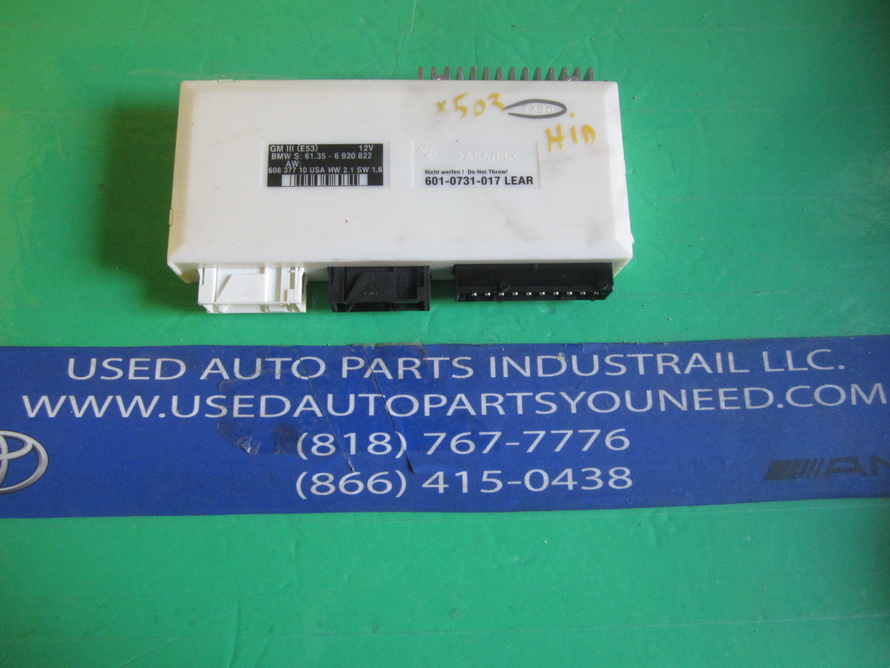 x503
HiD
GM III (E53) 12V
BMW S: 61.35 - 6 920 822
AW:
608 377 10 USA HW 2.1 SW 1.6
Nicht werfen ! Do Not Throw!
601-0731-017 LEAR
USED AUTO PARTS INDUSTRAIL LLC.
WWW.USEDAUTOPARTSYOUNEED.COM
(818) 767-7776
(866) 415-0438